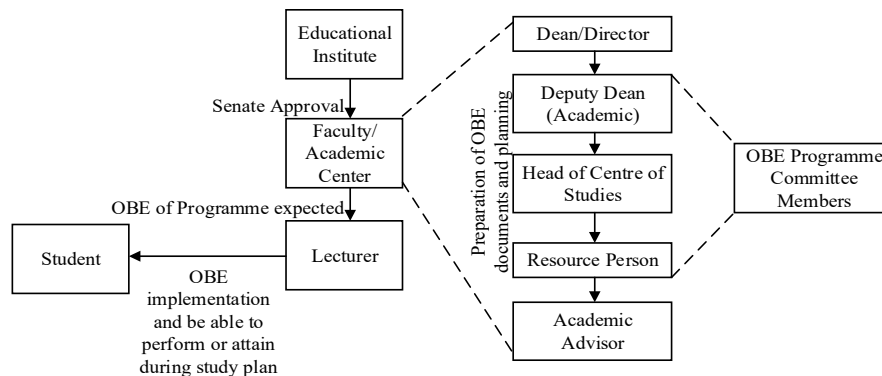 Educational
Institute
Senate Approval
Faculty/
Academic
Center
OBE of Programme expected
Lecturer
Student
OBE
implementation
and be able to
perform or attain
during study plan
Dean/Director
Deputy Dean
(Academic)
Head of Centre of
Studies
Resource Person
Academic
Advisor
Preparation of OBE
documents and planning
OBE Programme
Committee
Members